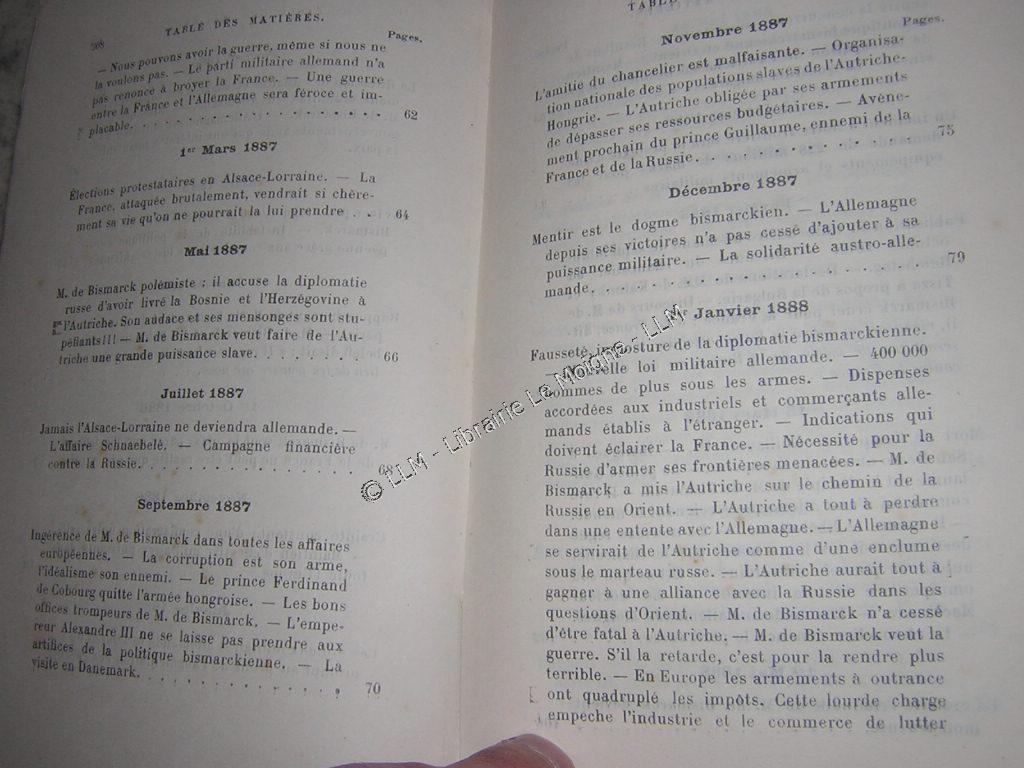 TABLE DES MATIÈRES.
Pages.
— Nous pouvons avoir la guerre, même si nous ne
la voulons pas. — Le parti militaire allemand n'a
pas renoncé à broyer la France. — Une guerre
entre la France et l'Allemagne sera féroce et im-
placable. . . . . . . . . . . . . . . . . . 62
1er Mars 1887
Élections protestataires en Alsace-Lorraine. — La
France, attaquée brutalement, vendrait si chère-
ment sa vie qu'on ne pourrait la lui prendre . . 64
Mai 1887
M. de Bismarck polémiste : il accuse la diplomatie
russe d'avoir livré la Bosnie et l'Herzégovine à
l'Autriche. Son audace et ses mensonges sont stu-
péfiants!!! — M. de Bismarck veut faire de l'Au-
triche une grande puissance slave. . . . . . . . . 66
Juillet 1887
Jamais l'Alsace-Lorraine ne deviendra allemande. —
L'affaire Schnaebelé. — Campagne financière
contre la Russie. . . . . . . . . . . . . . . 68
Septembre 1887
Ingérence de M. de Bismarck dans toutes les affaires
européennes. — La corruption est son arme,
l'idéalisme son ennemi. — Le prince Ferdinand
de Cobourg quitte l'armée hongroise. — Les bons
offices trompeurs de M. de Bismarck. — L'empe-
reur Alexandre III ne se laisse pas prendre aux
artifices de la politique bismarckienne. — La
visite en Danemark. . . . . . . . . . . . . 70
TABLE
Pages.
Novembre 1887
L'amitie du chancelier est malfaisante. — Organisa-
tion nationale des populations slaves de l'Autriche-
Hongrie. — L'Autriche obligée par ses armements
de dépasser ses ressources budgétaires. — Avène-
ment prochain du prince Guillaume, ennemi de la
France et de la Russie. . . . . . . . . . . . 75
Décembre 1887
Mentir est le dogme bismarckien. — L'Allemagne
depuis ses victoires n'a pas cessé d'ajouter à sa
puissance militaire. — La solidarité austro-alle-
mande. . . . . . . . . . . . . . . . . . 79
Janvier 1888
Fausseté, imposture de la diplomatie bismarckienne.
— Nouvelle loi militaire allemande. — 400 000
hommes de plus sous les armes. — Dispenses
accordées aux industriels et commerçants alle-
mands établis à l'étranger. — Indications qui
doivent éclairer la France. — Nécessité pour la
Russie d'armer ses frontières menacées. — M. de
Bismarck a mis l'Autriche sur le chemin de la
Russie en Orient. — L'Autriche a tout à perdre
dans une entente avec l'Allemagne. — L'Allemagne
se servirait de l'Autriche comme d'une enclume
sous le marteau russe. — L'Autriche aurait tout à
gagner à une alliance avec la Russie dans les
questions d'Orient. — M. de Bismarck n'a cessé
d'être fatal à l'Autriche. — M. de Bismarck veut la
guerre. S'il la retarde, c'est pour la rendre plus
terrible. — En Europe les armements à outrance
ont quadruplé les impôts. Cette lourde charge
empeche l'industrie et le commerce de lutter
© LLM - Librairie Le Moigne - LLM